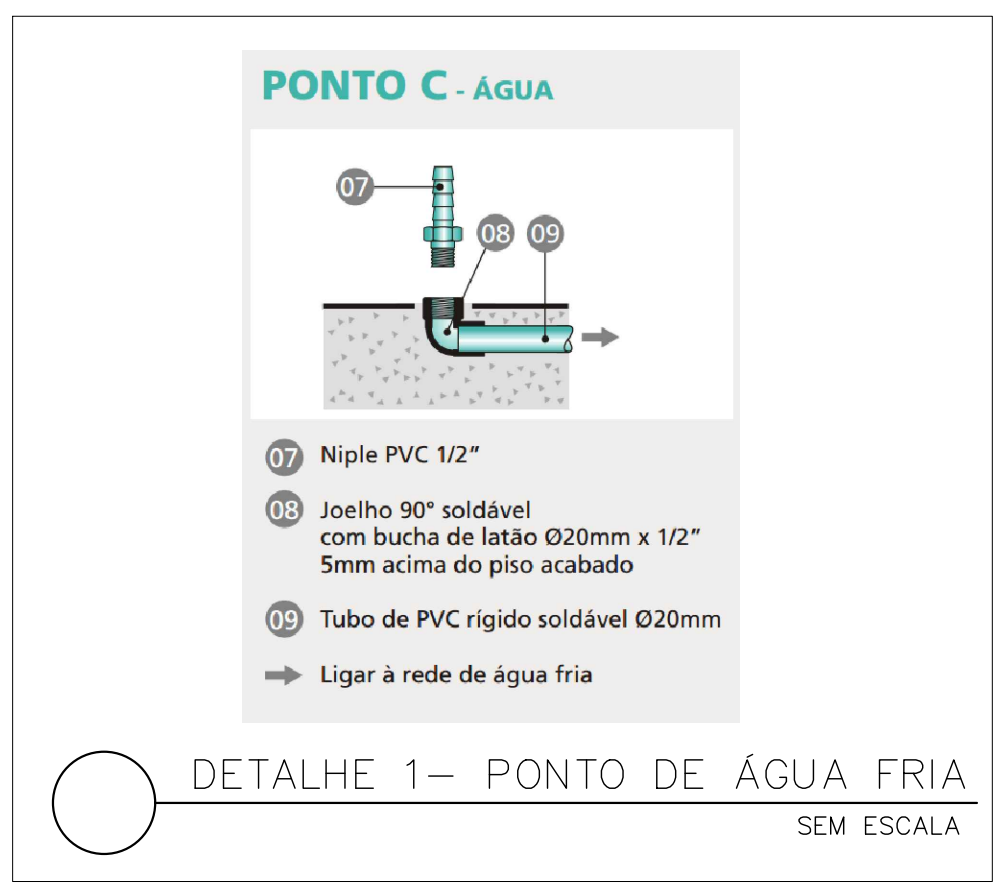 PONTO C - ÁGUA
07
08
09
07 Niple PVC 1/2"
08 Joelho 90° soldável
com bucha de latão Ø20mm x 1/2"
5mm acima do piso acabado
09 Tubo de PVC rígido soldável Ø20mm
Ligar à rede de água fria
DETALHE 1- PONTO DE ÁGUA FRIA
SEM ESCALA